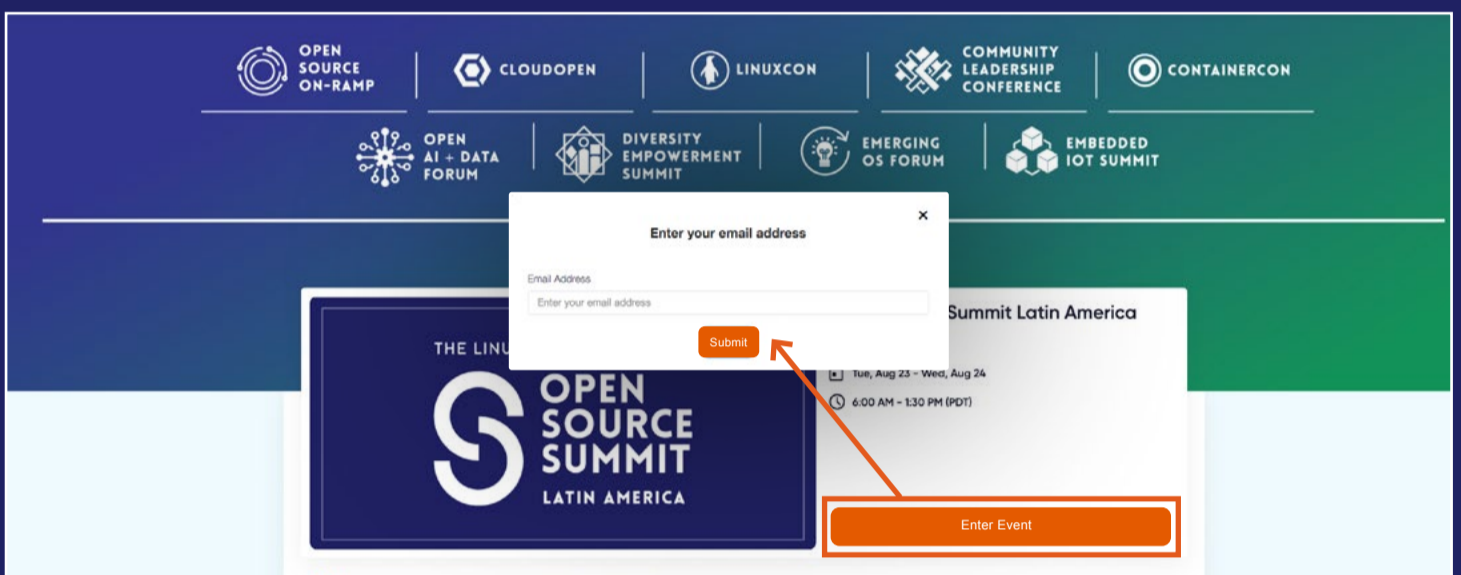 OPEN
SOURCE
ON-RAMP
CLOUDOPEN
LINUXCON
COMMUNITY
LEADERSHIP
CONFERENCE
CONTAINERCON
OPEN
AI + DATA
FORUM
DIVERSITY
EMPOWERMENT
SUMMIT
EMERGING
OS FORUM
EMBEDDED
IOT SUMMIT
×
Enter your email address
Email Address
Enter your email address
Submit
THE LINU
OPEN
SOURCE
SUMMIT
LATIN AMERICA
Summit Latin America
Tue, Aug 23 - Wed, Aug 24
6:00 AM - 1:30 PM (PDT)
Enter Event